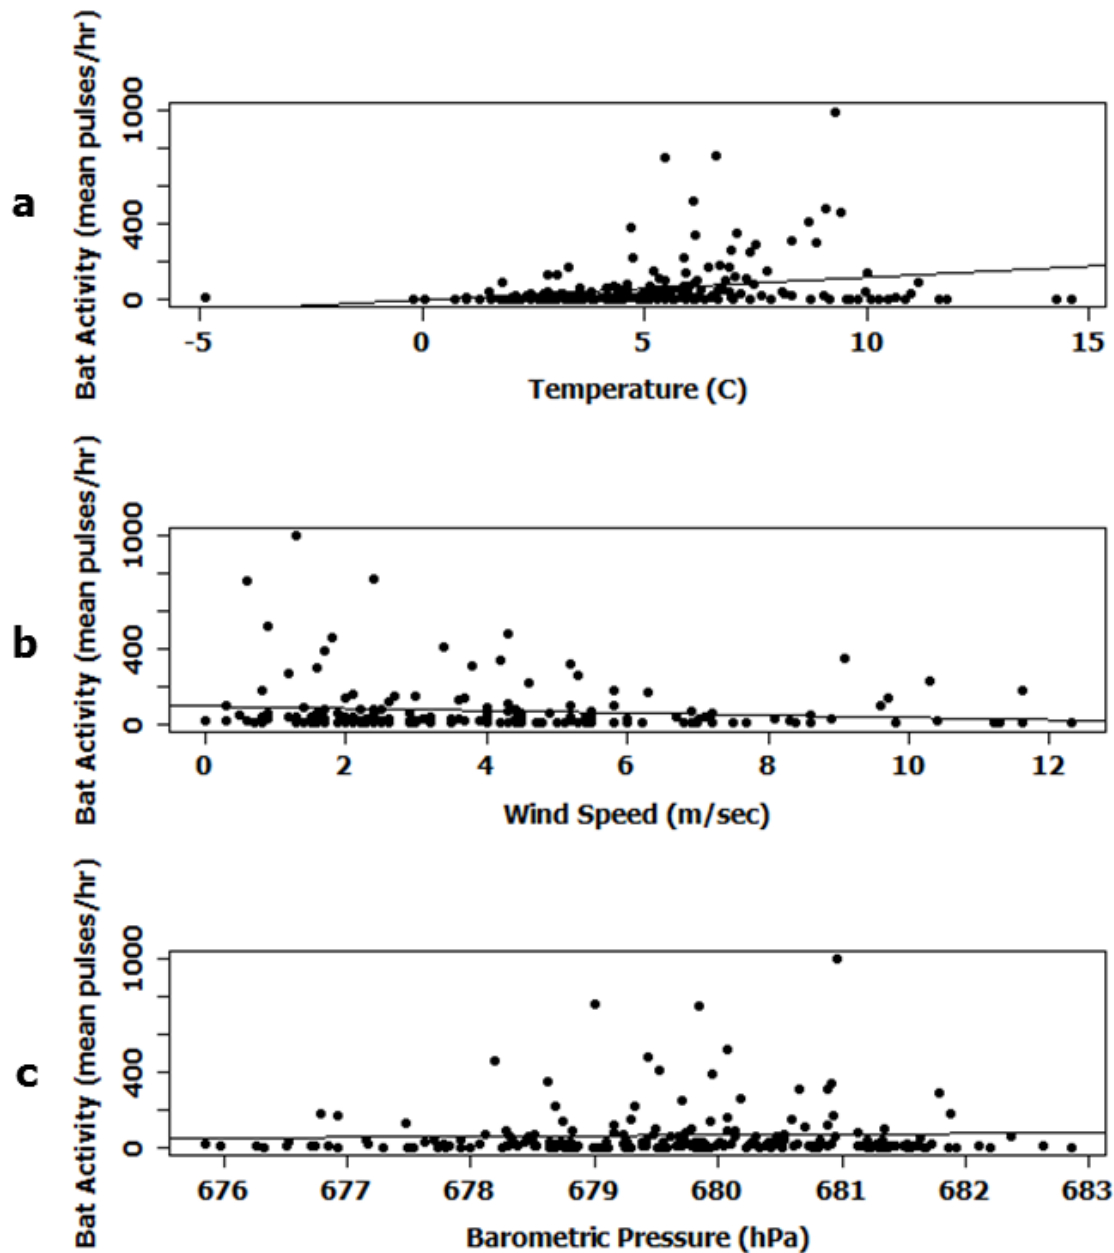 a
Bat Activity (mean pulses/hr)
1000
400
0
-5 0 5 10 15
Temperature (C)
b
Bat Activity (mean pulses/hr)
1000
400
0
0 2 4 6 8 10 12
Wind Speed (m/sec)
c
Bat Activity (mean pulses/hr)
1000
400
0
676 677 678 679 680 681 682 683
Barometric Pressure (hPa)